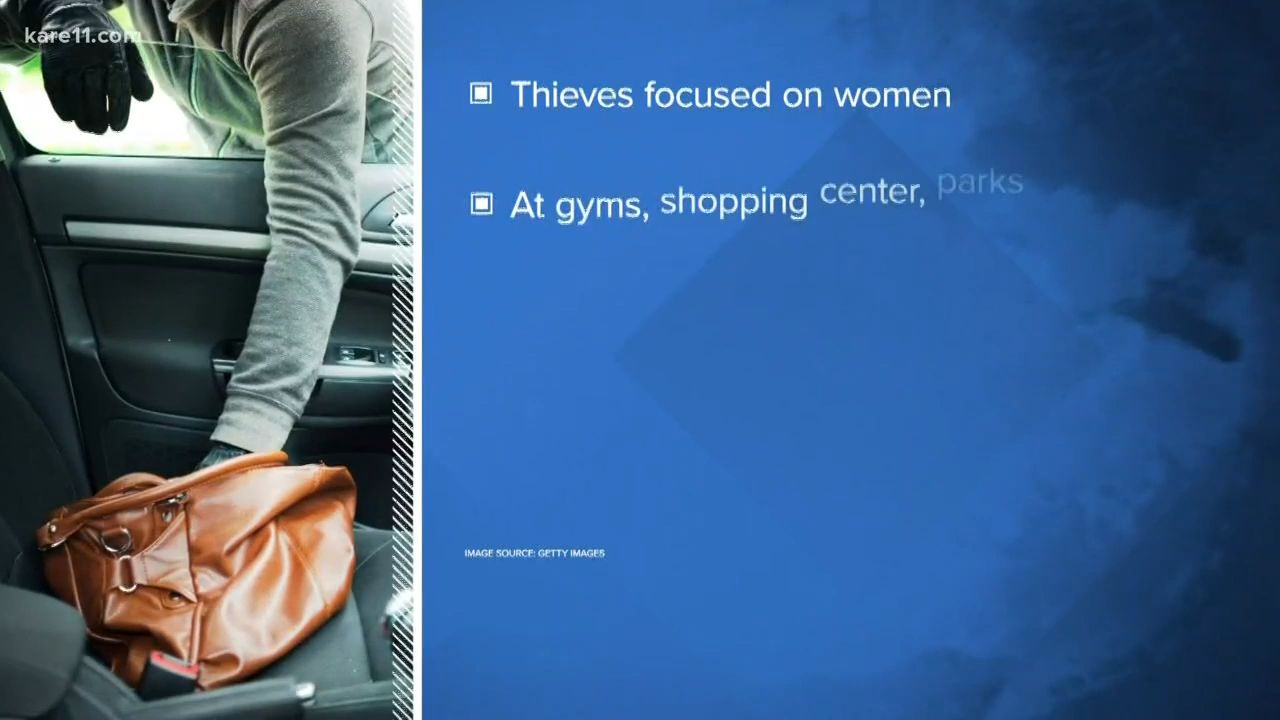 kare11.com
Thieves focused on women
At gyms, shopping center, parks
IMAGE SOURCE: GETTY IMAGES